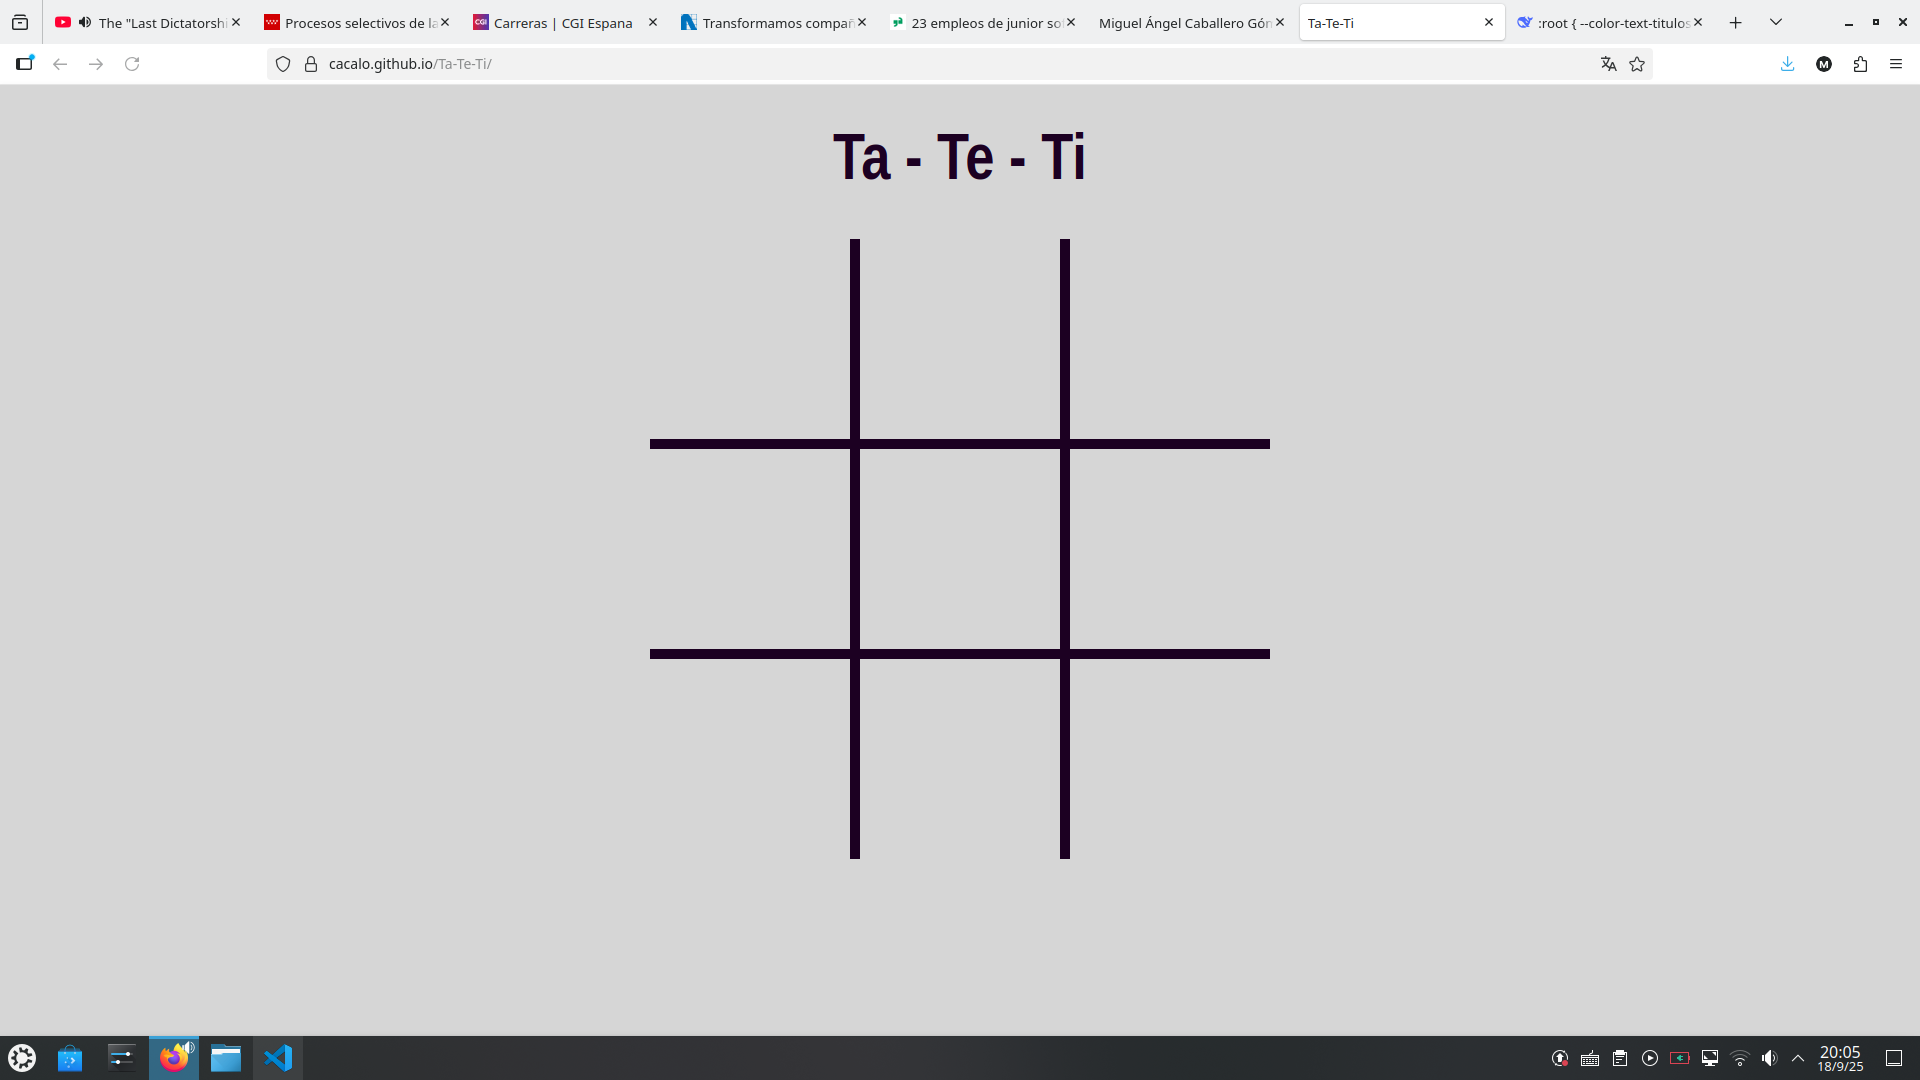 The "Last Dictatorshi
Procesos selectivos de la
Carreras | CGI Espana
Transformamos compañ
23 empleos de junior so
Miguel Ángel Caballero Gón
Ta-Te-Ti
:root { --color-text-titulos
cacalo.github.io/Ta-Te-Ti/
M
Ta - Te - Ti
20:05
18/9/25